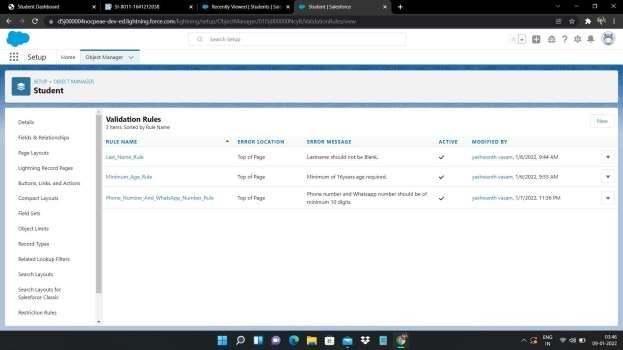 Student Dashboard
SI-8011-1641212038
Recently Viewed | Students | Sa
Student | Salesforce
d5j00004nocpeae-dev-ed.lightning.force.com/lightning/setup/ObjectManager/01I5j000004NcyB/ValidationRules/view
Search Setup
Setup
Home
Object Manager
SETUP > OBJECT MANAGER
Student
Details
Fields & Relationships
Page Layouts
Lightning Record Pages
Buttons, Links, and Actions
Compact Layouts
Field Sets
Object Limits
Record Types
Related Lookup Filters
Search Layouts
Search Layouts for
Salesforce Classic
Restriction Rules
Validation Rules
3 Items, Sorted by Rule Name
New
RULE NAME ERROR LOCATION ERROR MESSAGE ACTIVE MODIFIED BY
Last_Name_Rule Top of Page Lastname should not be Blank. yashwanth vasam, 1/6/2022, 9:44 AM
Minimum_Age_Rule Top of Page Minimum of 16years age required. yashwanth vasam, 1/6/2022, 9:55 AM
Phone_Number_And_WhatsApp_Number_Rule Top of Page Phone number and Whatsapp number should be of yashwanth vasam, 1/7/2022, 11:36 PM
minimum 10 digits.
ENG
IN
03:46
09-01-2022